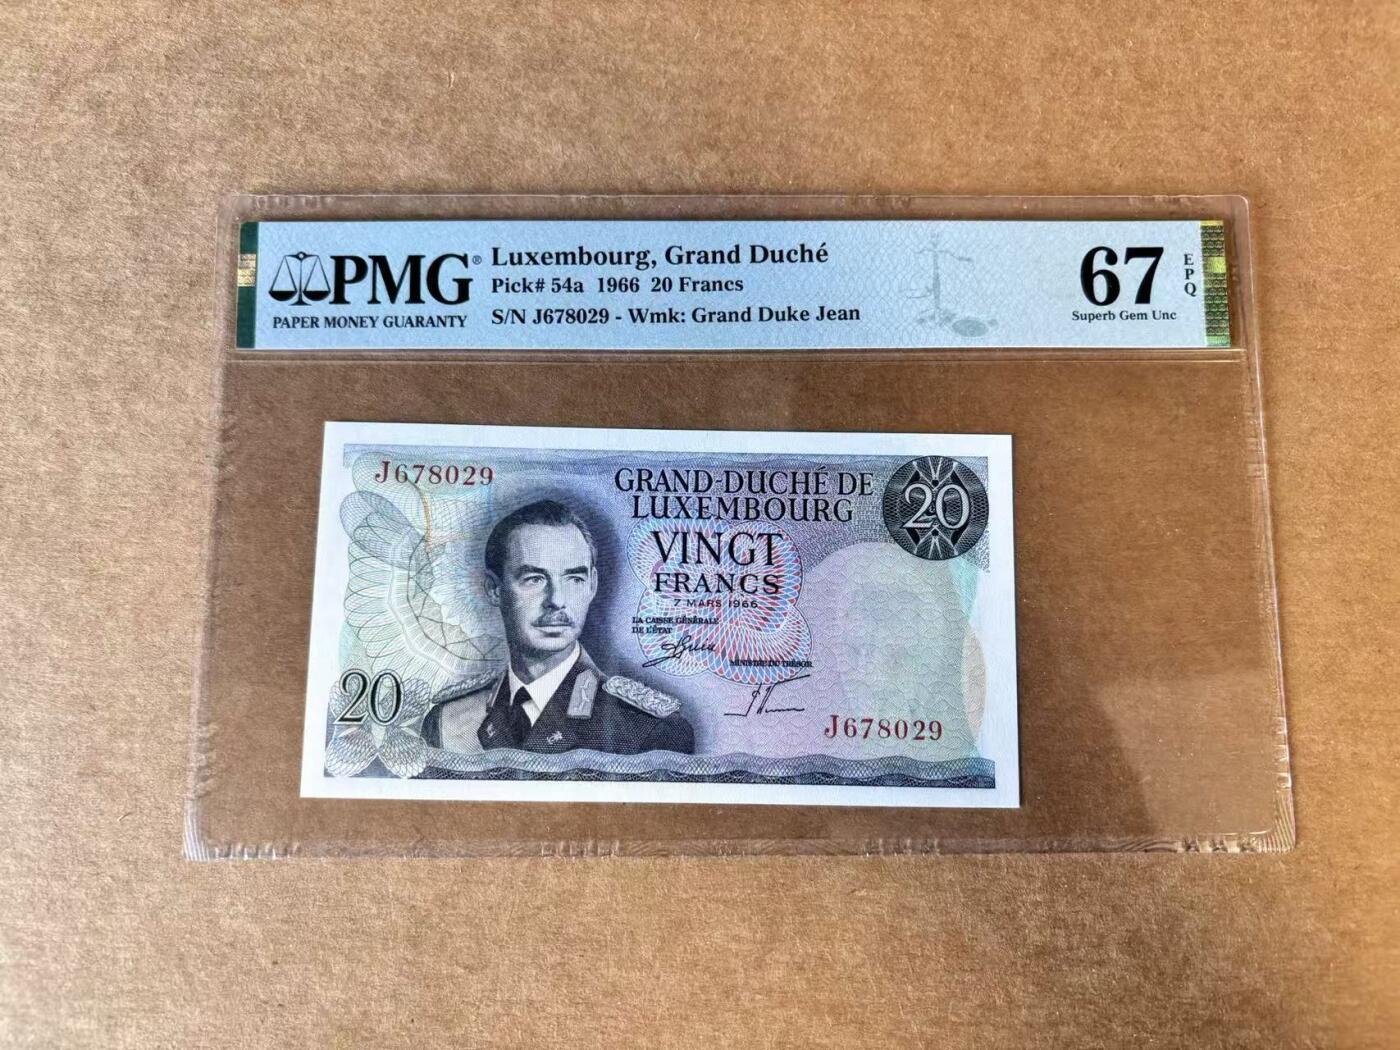 PMG®
PAPER MONEY GUARANTY
Luxembourg, Grand Duché
Pick# 54a 1966 20 Francs
S/N J678029 - Wmk: Grand Duke Jean
67
EPQ
Superb Gem Unc
J678029
GRAND-DUCHÉ DE
LUXEMBOURG
20
VINGT
FRANCS
7 MARS 1966
LA CAISSE GÉNÉRALE
DE L'ÉTAT
MINISTRE DU TRÉSOR
20
J678029